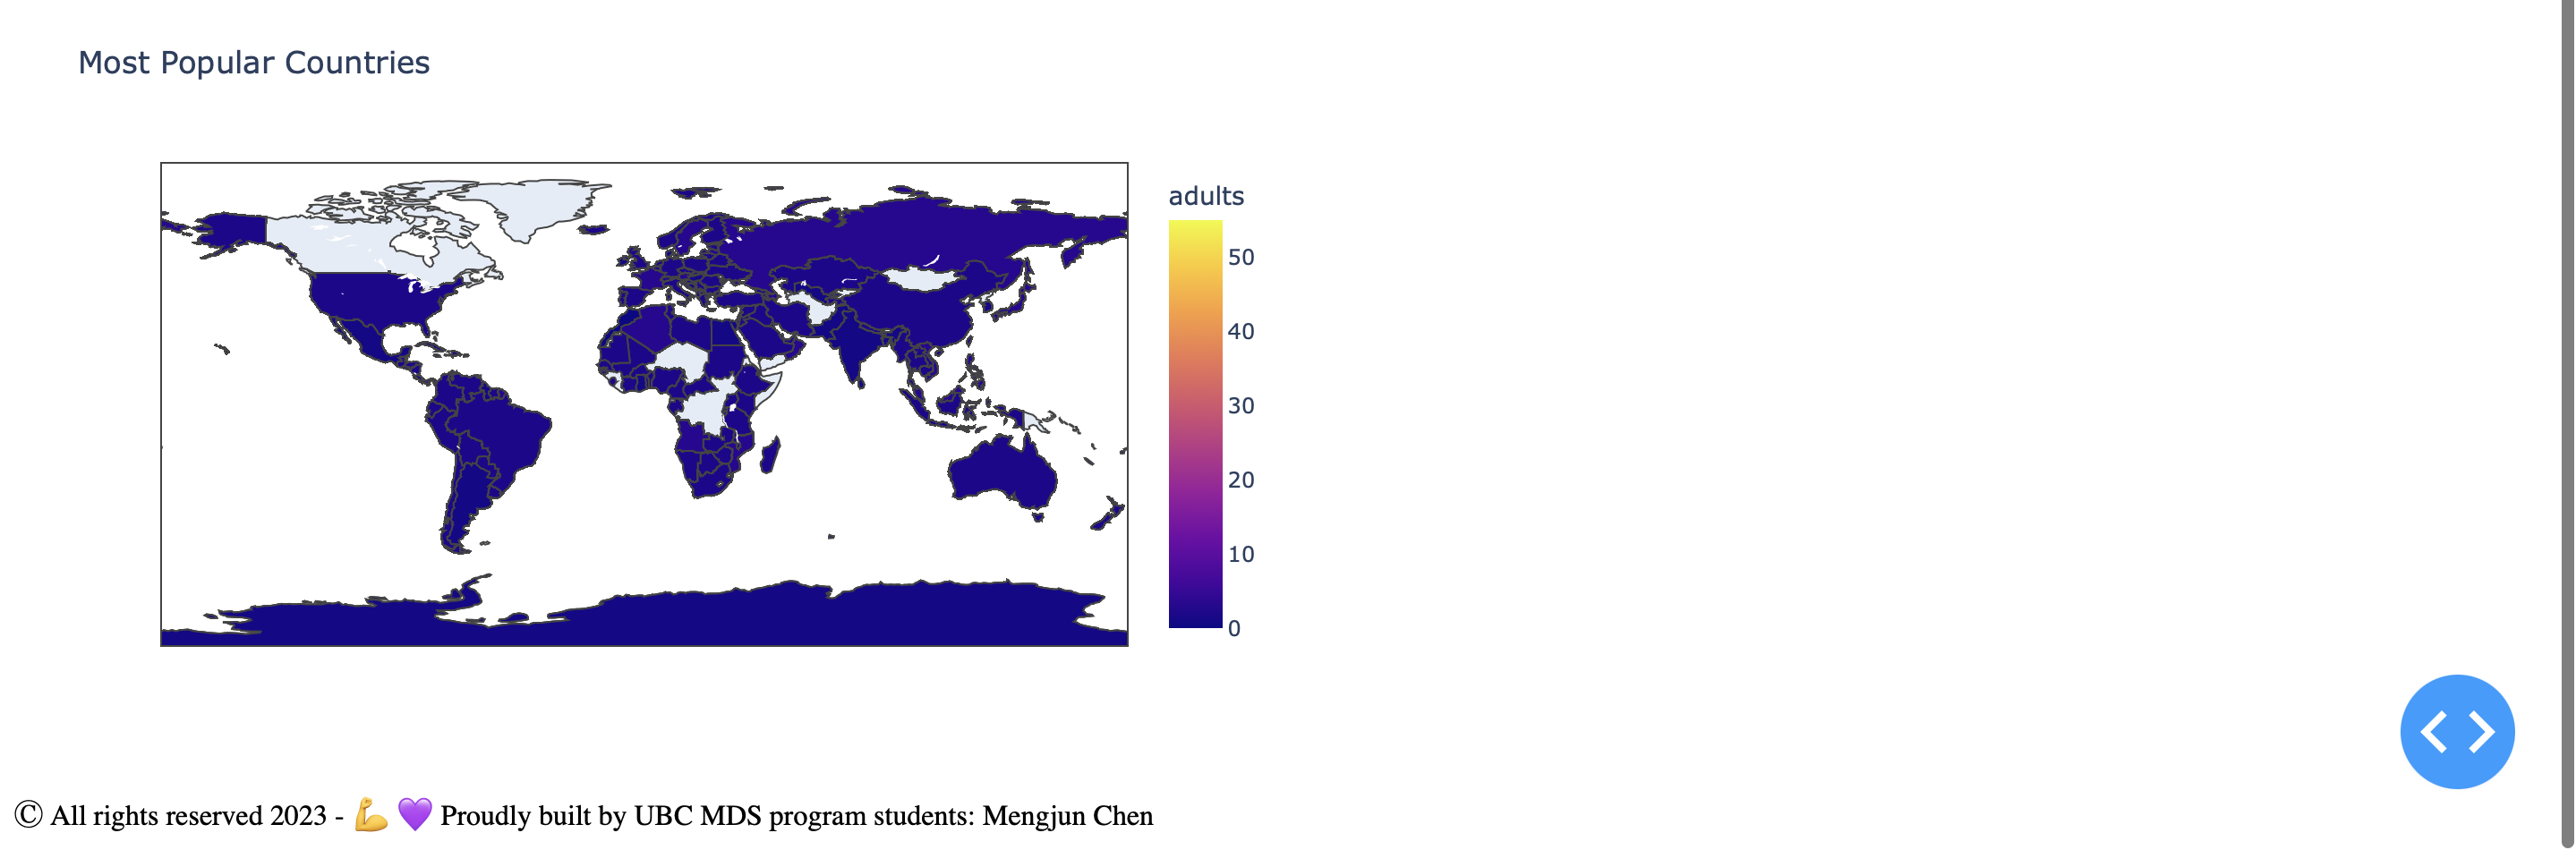 Most Popular Countries
adults
50
40
30
20
10
0
© All rights reserved 2023 - 💪 💜 Proudly built by UBC MDS program students: Mengjun Chen